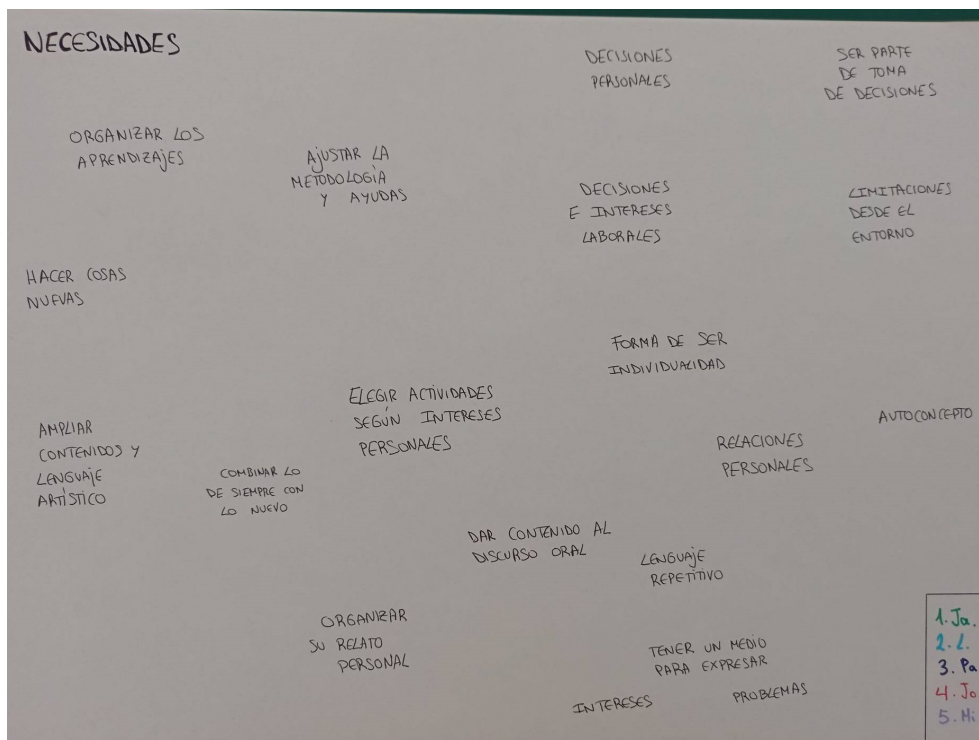 NECESIDADES
DECISIONES
PERSONALES
SER PARTE
DE TOMA
DE DECISIONES
ORGANIZAR LOS
APRENDIZAJES
AJUSTAR LA
METODOLOGÍA
Y AYUDAS
DECISIONES
E INTERESES
LABORALES
LIMITACIONES
DESDE EL
ENTORNO
HACER COSAS
NUEVAS
FORMA DE SER
INDIVIDUALIDAD
ELEGIR ACTIVIDADES
SEGÚN INTERESES
PERSONALES
AMPLIAR
CONTENIDOS Y
LENGUAJE
ARTÍSTICO
COMBINAR LO
DE SIEMPRE CON
LO NUEVO
RELACIONES
PERSONALES
AUTOCONCEPTO
DAR CONTENIDO AL
DISCURSO ORAL
LENGUAJE
REPETITIVO
ORGANIZAR
SU RELATO
PERSONAL
TENER UN MEDIO
PARA EXPRESAR
INTERESES
PROBLEMAS
1. Ja.
2. L.
3. Pa
4. Jo
5. Mi